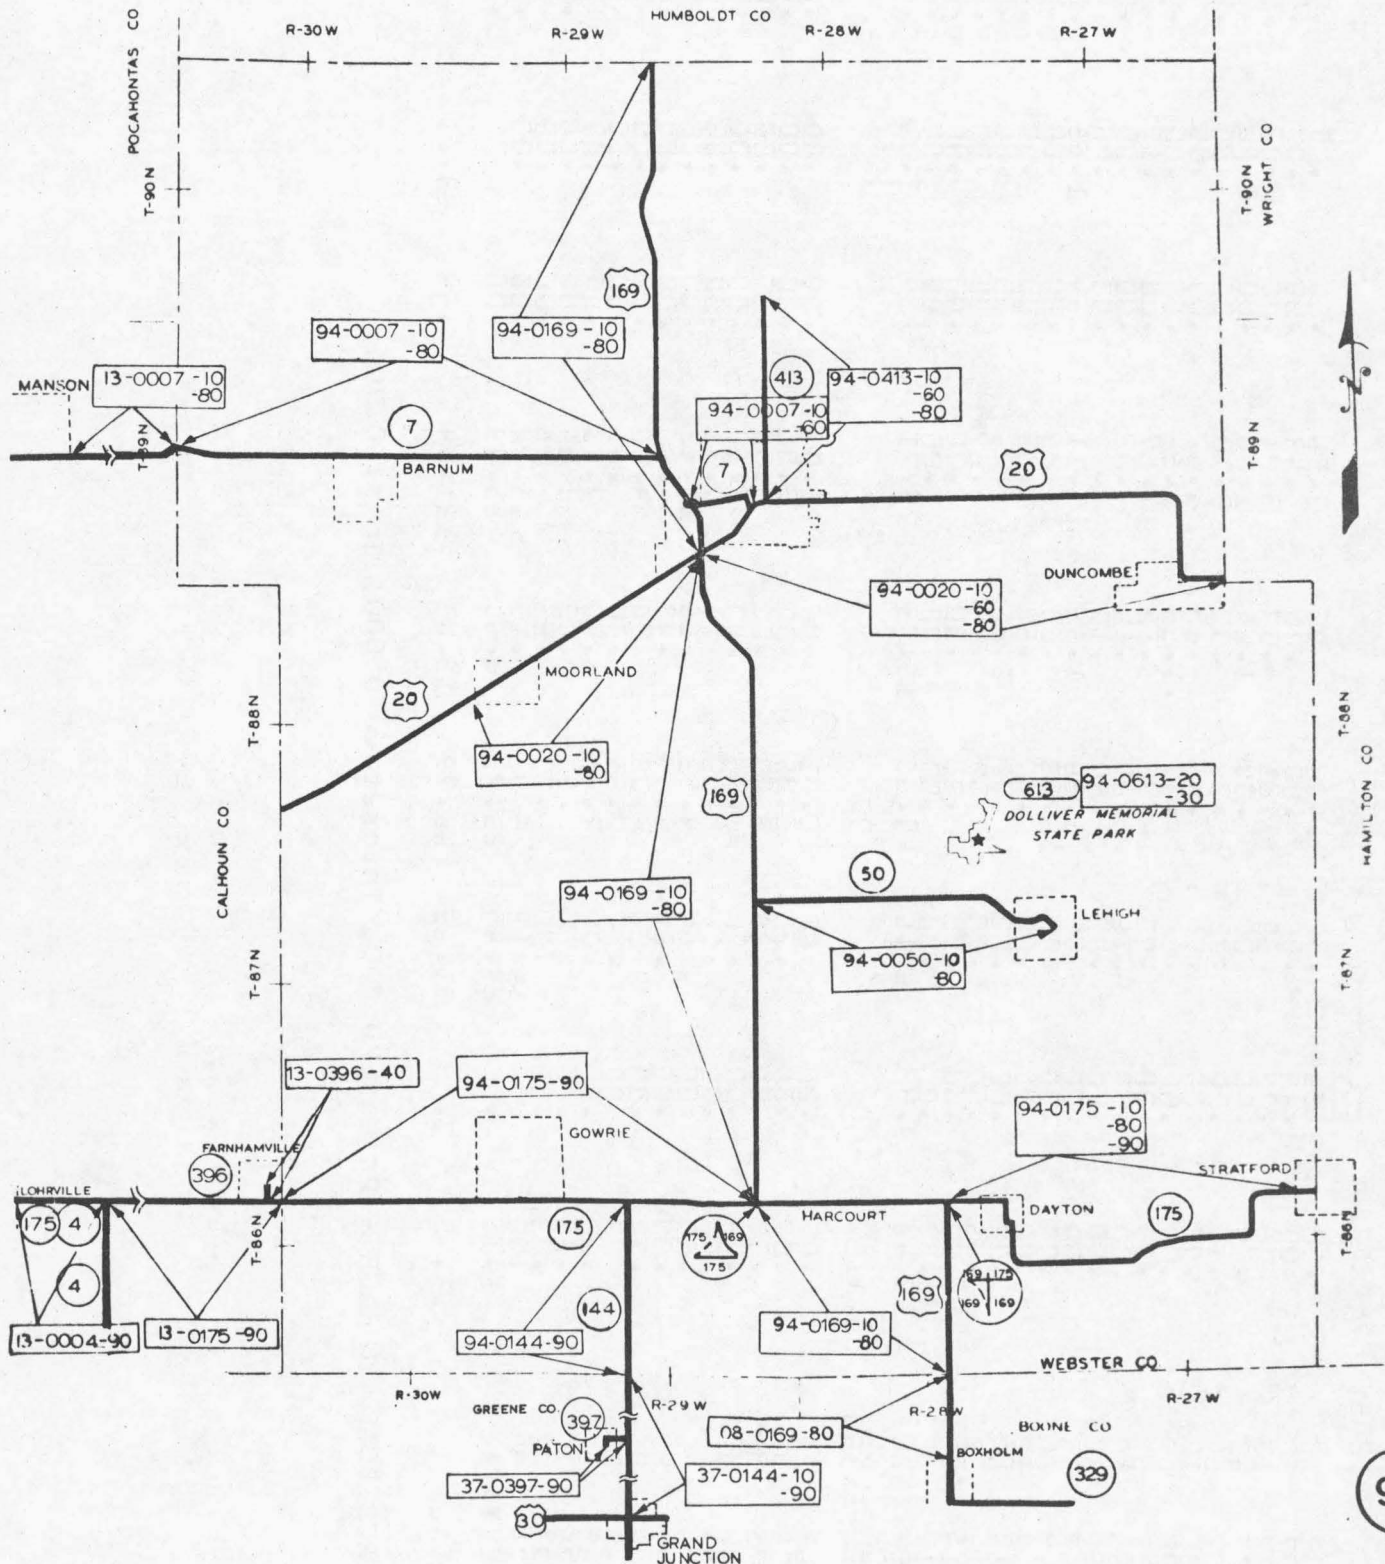 HUMBOLDT CO
POCAHONTAS CO
R-30W
R-29W
R-28W
R-27W
T-90N
T-90N
WRIGHT CO
169
94-0007-10
-80
94-0169-10
-80
MANSON
13-0007-10
-80
413
94-0413-10
-60
-80
94-0007-10
-60
T-89N
7
BARNUM
7
20
T-89N
DUNCOMBE
94-0020-10
-60
-80
MOORLAND
20
T-88N
94-0020-10
-80
169
613
94-0613-20
-30
DOLLIVER MEMORIAL
STATE PARK
T-88N
HAMILTON CO
CALHOUN CO.
94-0169-10
-80
50
LEHIGH
94-0050-10
80
T-87N
T-87N
13-0396-40
94-0175-90
94-0175-10
-80
-90
FARNHAMVILLE
396
GOWRIE
STRATFORD
LOHRVILLE
175
4
4
T-86N
175
175 169
175
HARCOURT
DAYTON
175
T-86N
169 175
169 169
169
144
13-0004-90
13-0175-90
94-0144-90
94-0169-10
-80
WEBSTER CO
R-30W
R-29W
R-28W
R-27W
GREENE CO.
397
PATON
08-0169-80
BOONE CO
BOXHOLM
329
37-0397-90
37-0144-10
-90
30
GRAND
JUNCTION